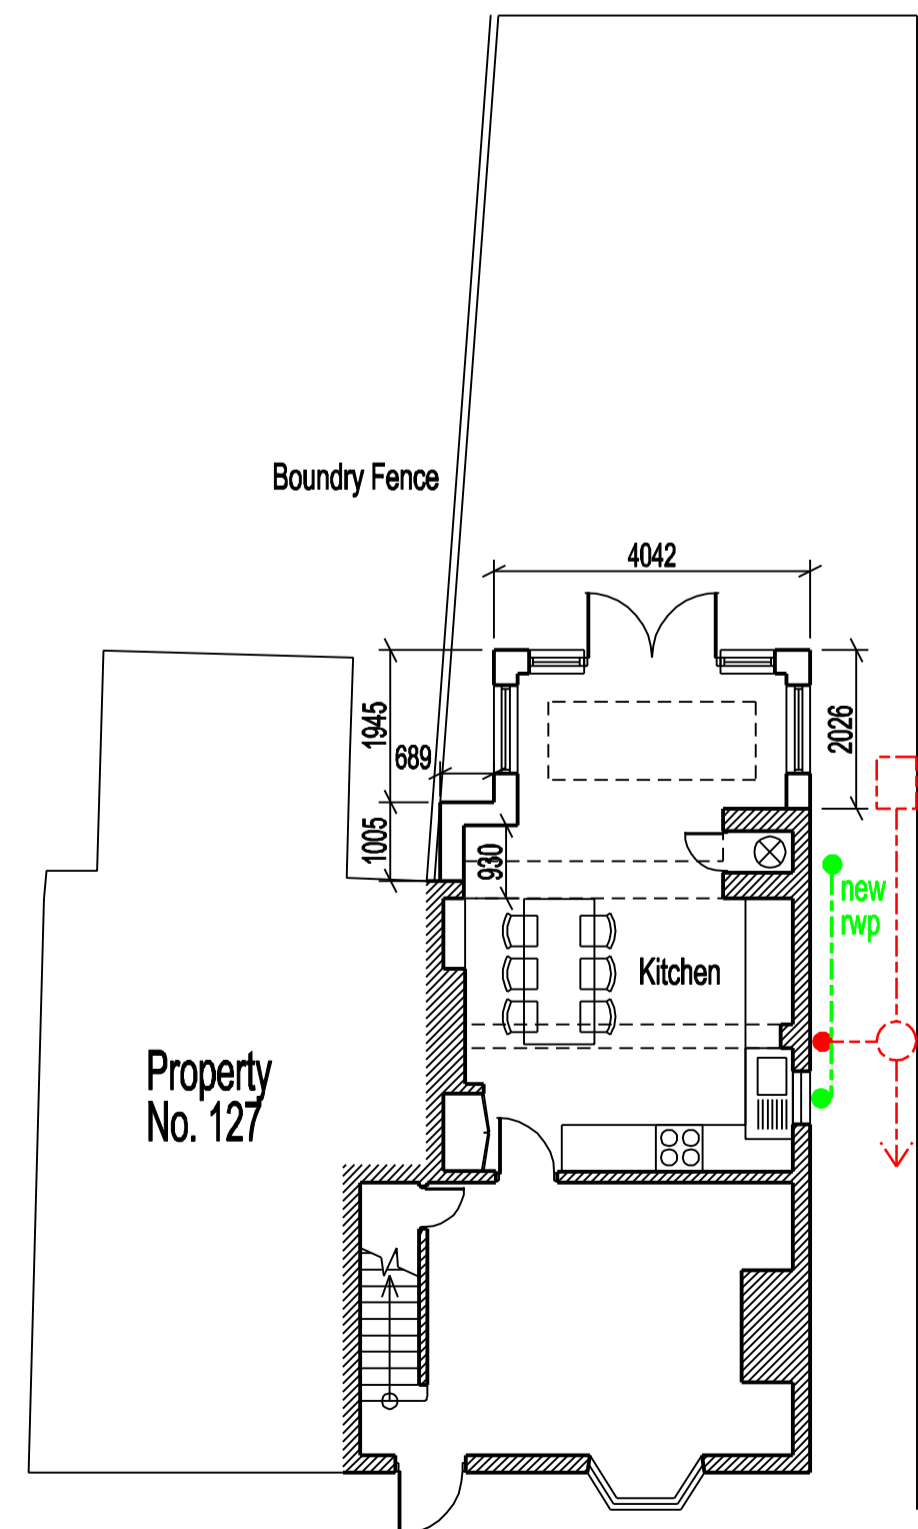 Boundry Fence
4042
1945
689
2026
1005
930
new
rwp
Kitchen
Property
No. 127